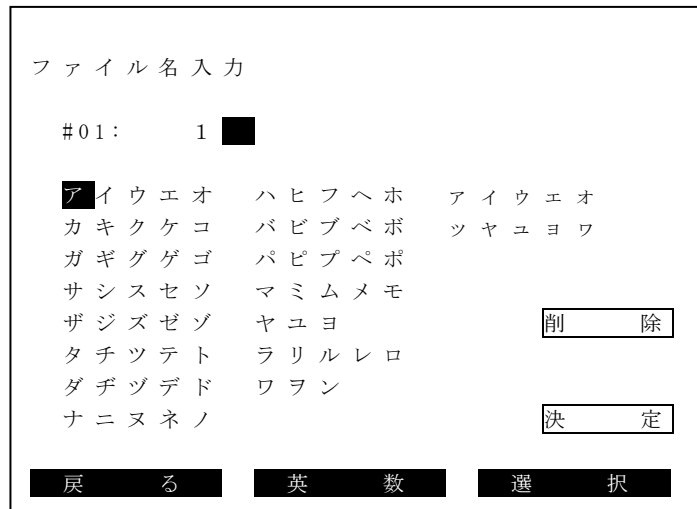 ファイル名入力
#01: 1
アイウエオ ハヒフヘホ ァィゥェォ
カキクケコ バビブベボ ッャュョヮ
ガギグゲゴ パピプペポ
サシスセソ マミムメモ
ザジズゼゾ ヤユヨ 削除
タチツテト ラリルレロ
ダヂヅデド ワヲン
ナニヌネノ 決定
戻る 英数 選択